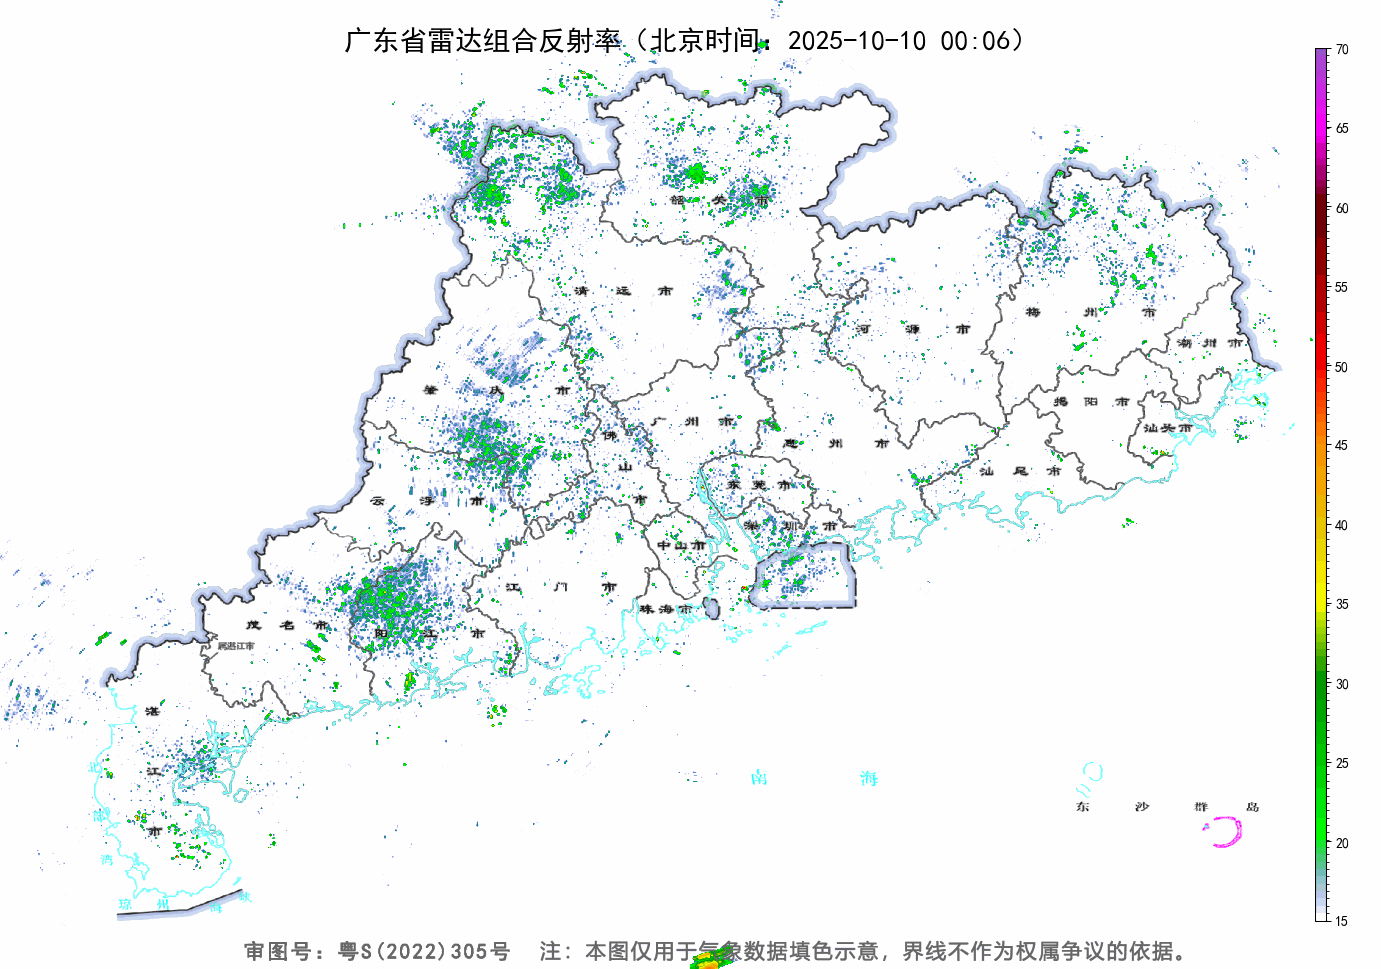 广东省雷达组合反射率（北京时间：2025-10-10 00:06）
70
65
60
55
50
45
40
35
30
25
20
15
韶关市
清远市
河源市
梅州市
潮州市
肇庆市
广州市
佛山市
惠州市
揭阳市
汕头市
汕尾市
东莞市
云浮市
深圳市
中山市
江门市
珠海市
茂名市
阳江市
属湛江市
湛江市
北部湾
南海
东沙群岛
琼州海峡
审图号：粤S(2022)305号 注：本图仅用于气象数据填色示意，界线不作为权属争议的依据。